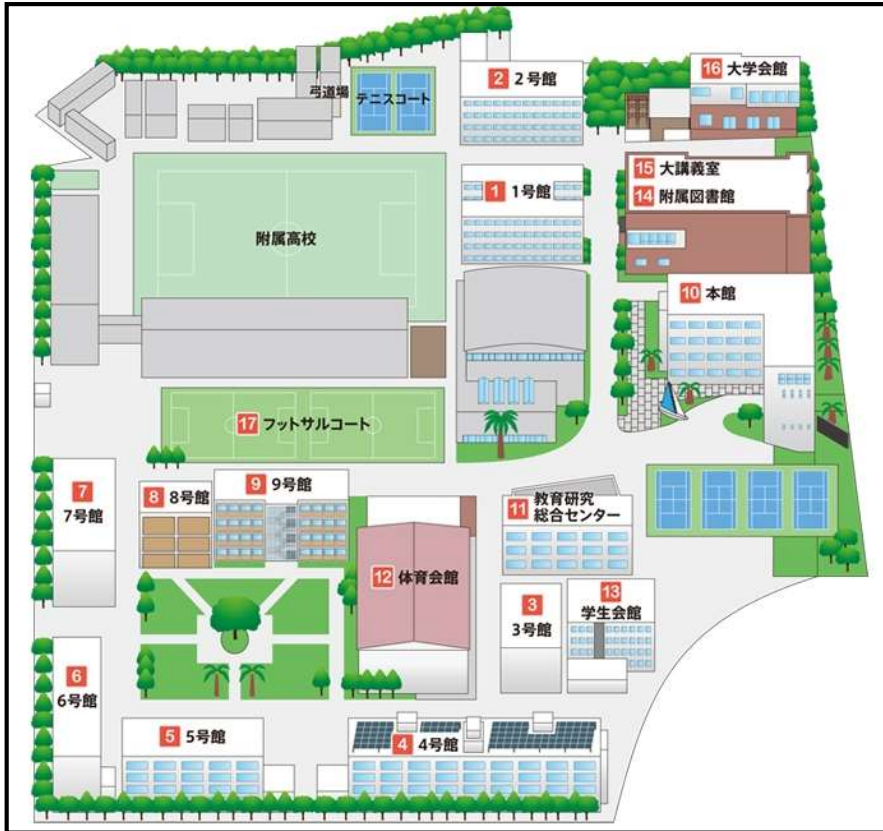 弓道場
テニスコート
2 2号館
16 大学会館
1 1号館
15 大講義室
14 附属図書館
附属高校
10 本館
17 フットサルコート
7
7号館
8 8号館
9 9号館
11 教育研究
総合センター
12 体育会館
3
3号館
13
学生会館
6
6号館
5 5号館
4 4号館